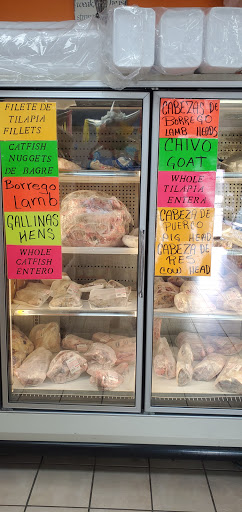 FILETE DE
TILAPIA
FILLETS
CATFISH
NUGGETS
DE BAGRE
Borrego
Lamb
GALLINAS
HENS
WHOLE
CATFISH
ENTERO
CABEZAS DE
BORREGO
LAMB HEADS
CHIVO
GOAT
WHOLE
TILAPIA
ENTERA
CABEZA DE
PUERCO
PIG HEAD
CABEZA DE
RES
COW HEAD